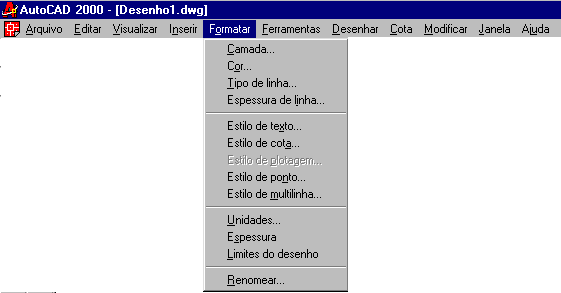 AutoCAD 2000 - [Desenho1.dwg]
Arquivo Editar Visualizar Inserir Formatar Ferramentas Desenhar Cota Modificar Janela Ajuda
Camada...
Cor...
Tipo de linha...
Espessura de linha...
Estilo de texto...
Estilo de cota...
Estilo de plotagem...
Estilo de ponto...
Estilo de multilinha...
Unidades...
Espessura
Limites do desenho
Renomear...